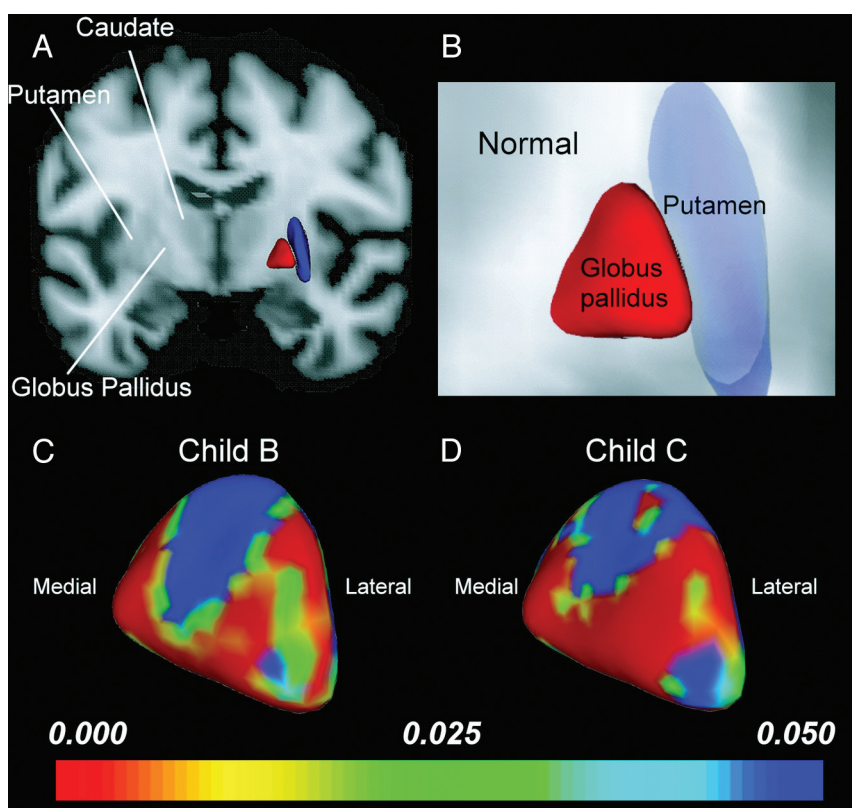 A
Caudate
Putamen
Globus Pallidus
B
Normal
Putamen
Globus
pallidus
C
Child B
Medial
Lateral
D
Child C
Medial
Lateral
0.000
0.025
0.050